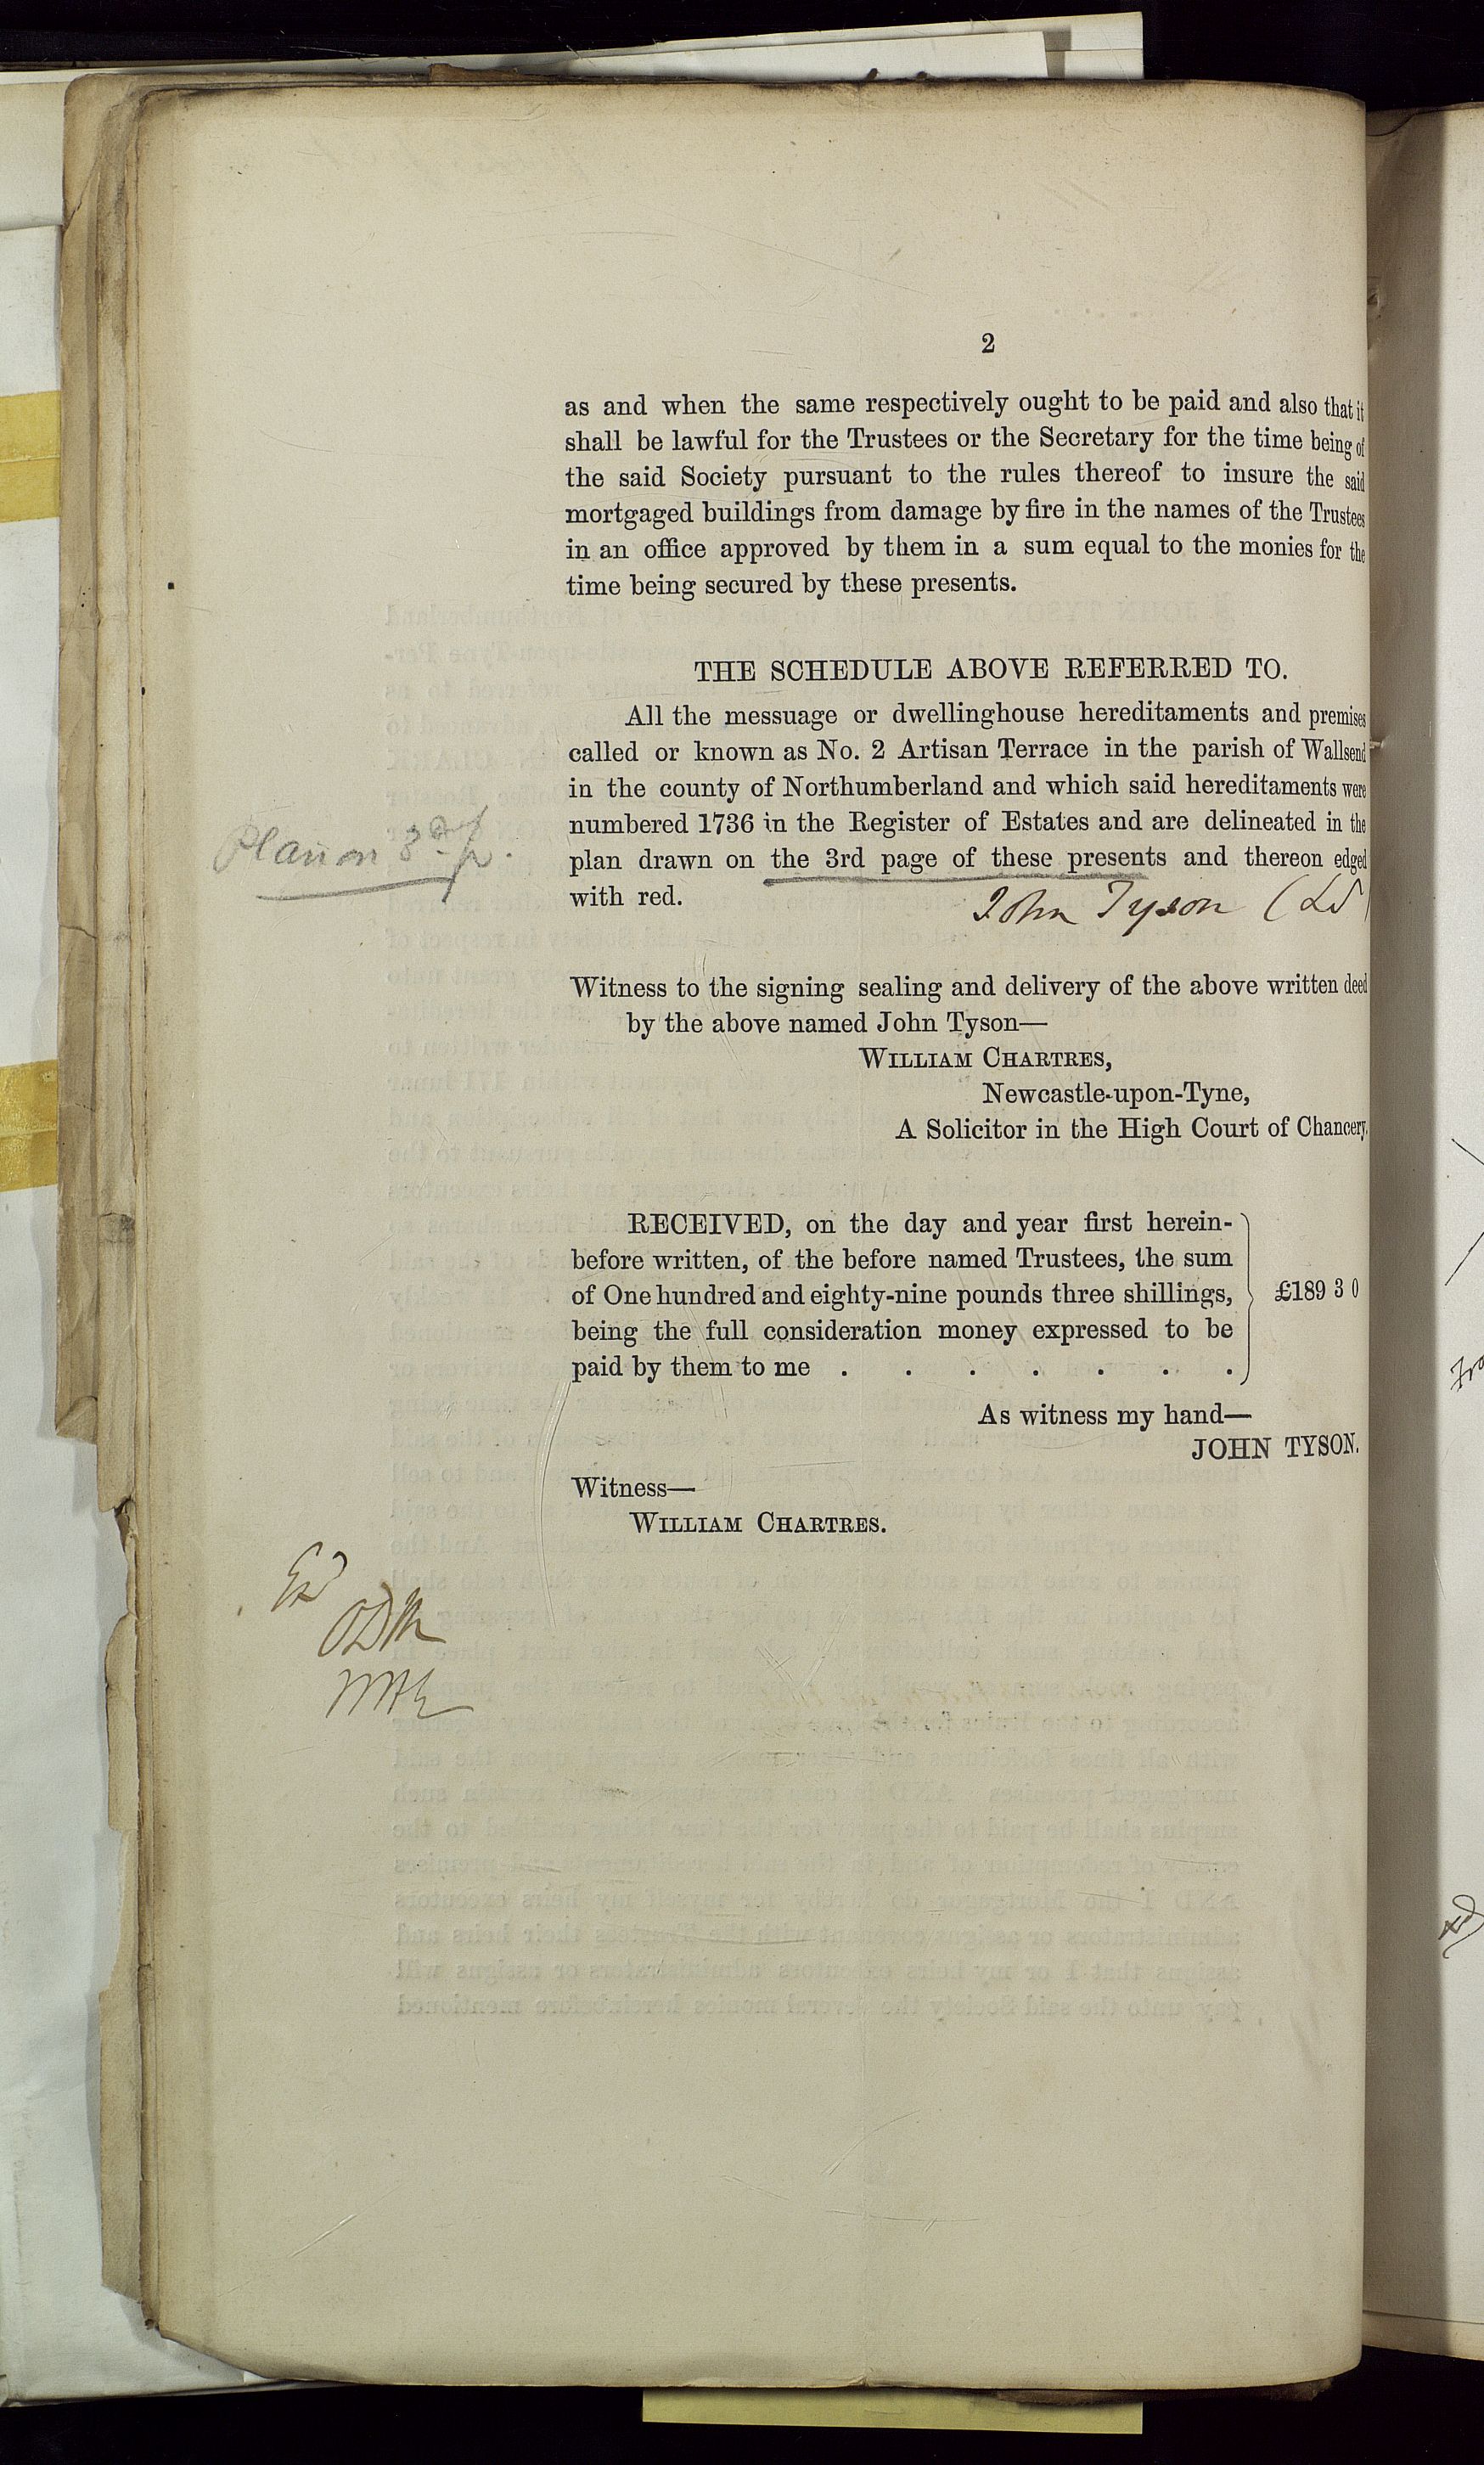 2
as and when the same respectively ought to be paid and also that it
shall be lawful for the Trustees or the Secretary for the time being of
the said Society pursuant to the rules thereof to insure the said
mortgaged buildings from damage by fire in the names of the Trustees
in an office approved by them in a sum equal to the monies for the
time being secured by these presents.
THE SCHEDULE ABOVE REFERRED TO.
All the messuage or dwellinghouse hereditaments and premises
called or known as No. 2 Artisan Terrace in the parish of Wallsend
in the county of Northumberland and which said hereditaments were
numbered 1736 in the Register of Estates and are delineated in the
Plan on 3rd p.
plan drawn on the 3rd page of these presents and thereon edged
with red.
John Tyson (LS)
Witness to the signing sealing and delivery of the above written deed
by the above named John Tyson—
WILLIAM CHARTRES,
Newcastle-upon-Tyne,
A Solicitor in the High Court of Chancery.
RECEIVED, on the day and year first herein-
before written, of the before named Trustees, the sum
of One hundred and eighty-nine pounds three shillings, £189 3 0
being the full consideration money expressed to be
paid by them to me . . . . . . .
As witness my hand—
JOHN TYSON.
Witness—
WILLIAM CHARTRES.
Exd